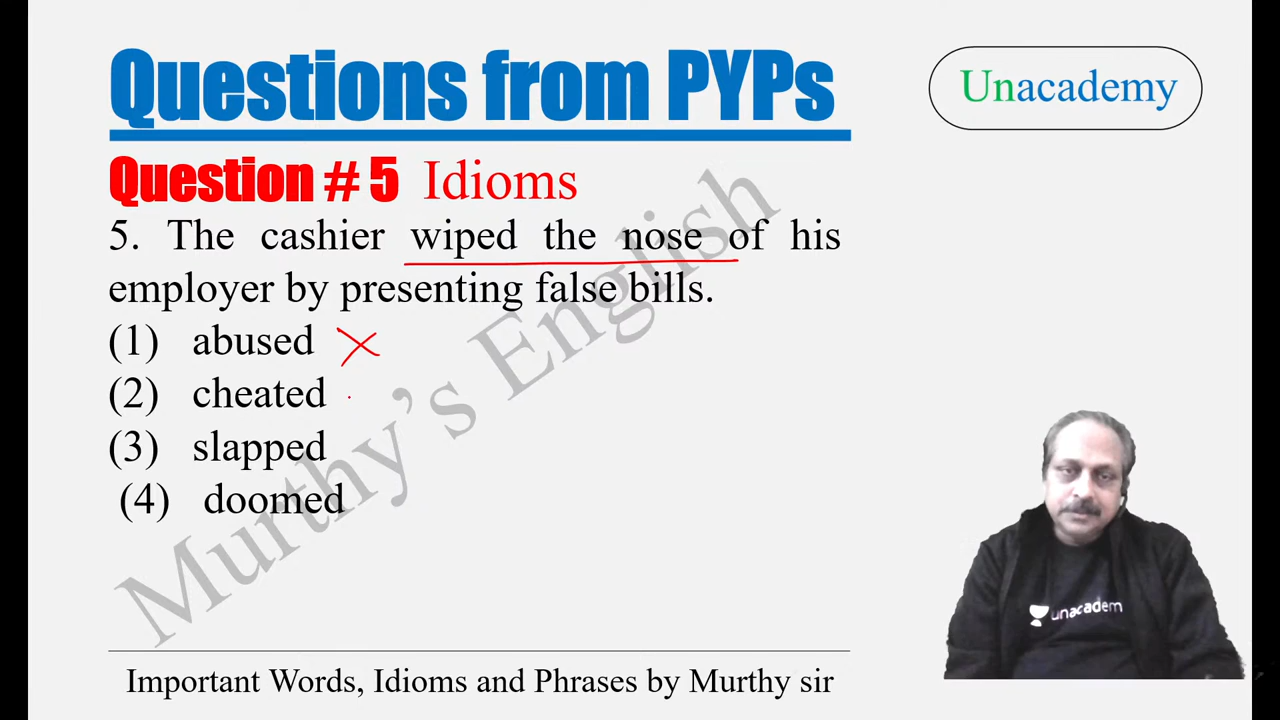 Questions from PYPs
Unacademy
Question # 5 Idioms
5. The cashier wiped the nose of his
employer by presenting false bills.
(1) abused
(2) cheated
(3) slapped
(4) doomed
Murthy's English
unacademy
Important Words, Idioms and Phrases by Murthy sir